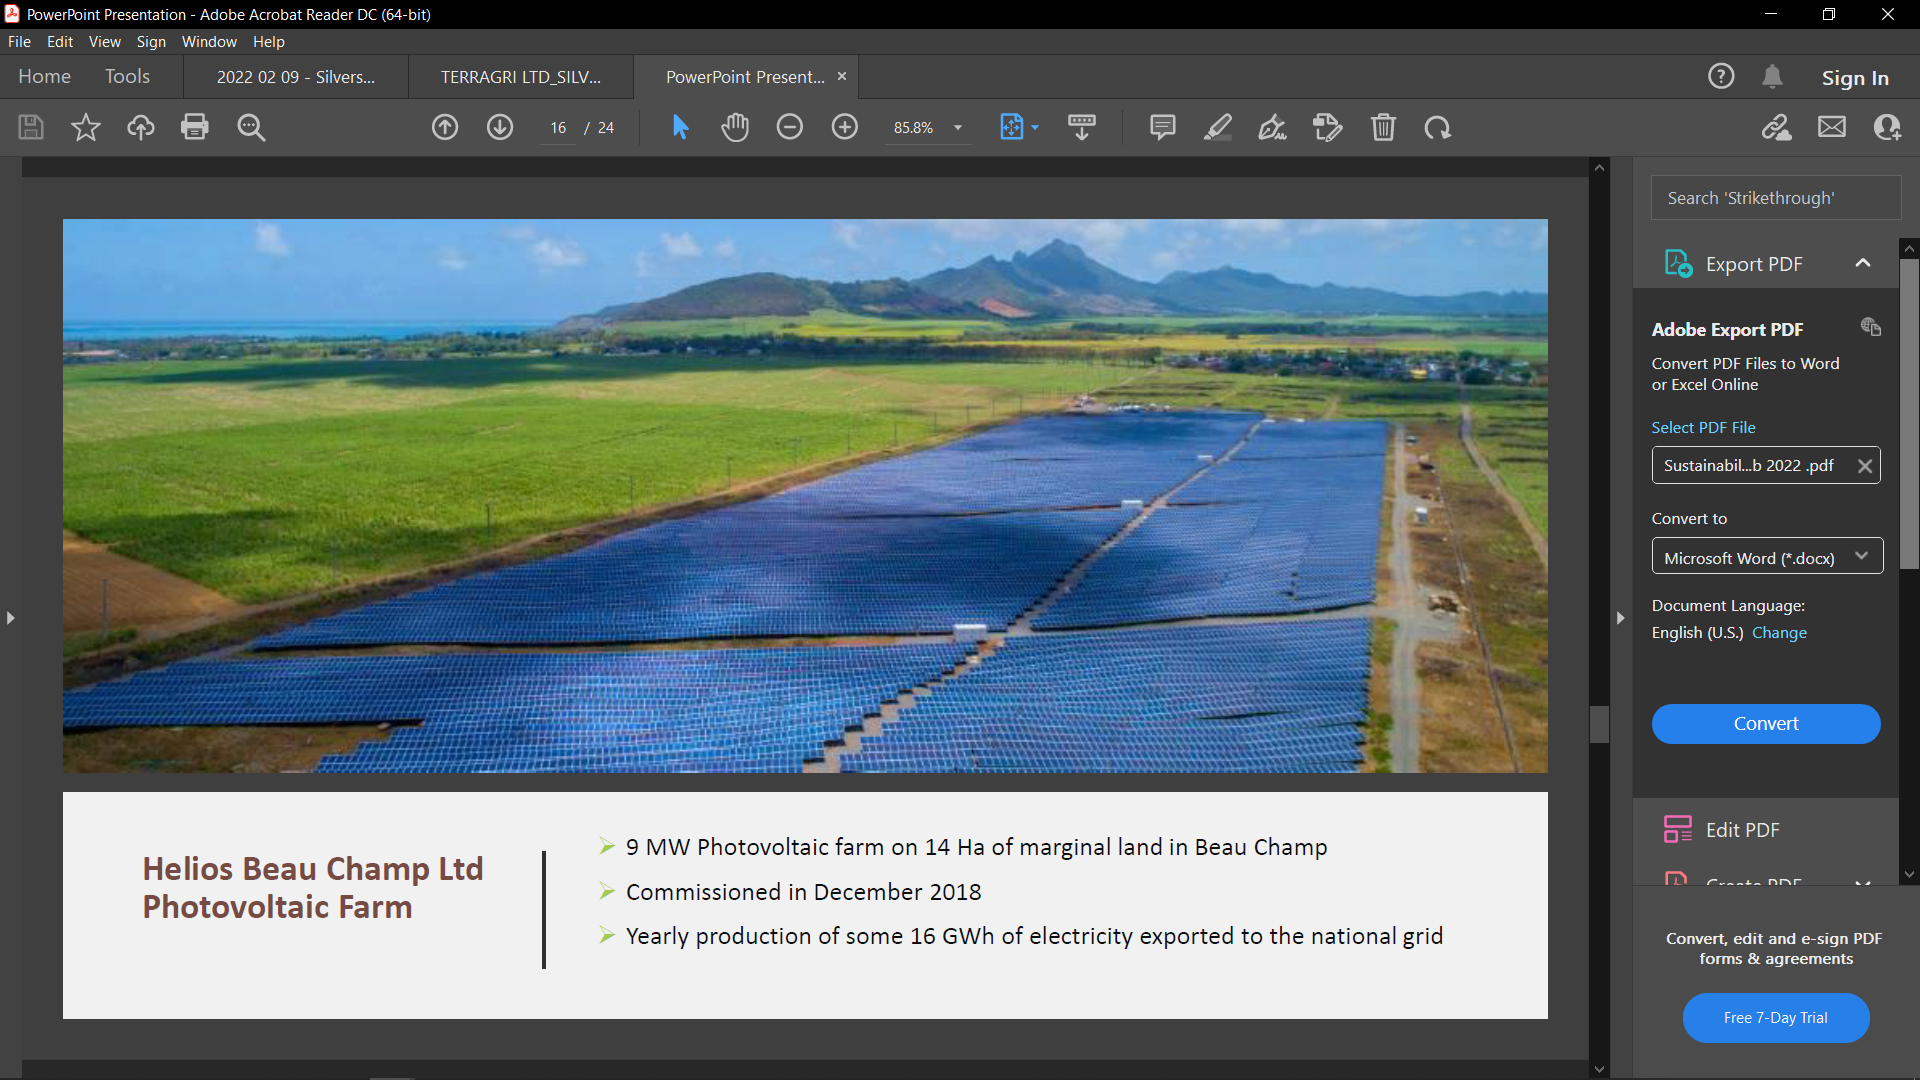 PowerPoint Presentation - Adobe Acrobat Reader DC (64-bit)
File Edit View Sign Window Help
Home Tools 2022 02 09 - Silvers... TERRAGRI LTD_SILV... PowerPoint Present... Sign In
16 / 24 85.8%
Search 'Strikethrough'
Export PDF
Adobe Export PDF
Convert PDF Files to Word
or Excel Online
Select PDF File
Sustainabil...b 2022 .pdf
Convert to
Microsoft Word (*.docx)
Document Language:
English (U.S.) Change
Convert
Edit PDF
Create PDF
Convert, edit and e-sign PDF
forms & agreements
Free 7-Day Trial
Helios Beau Champ Ltd
Photovoltaic Farm
9 MW Photovoltaic farm on 14 Ha of marginal land in Beau Champ
Commissioned in December 2018
Yearly production of some 16 GWh of electricity exported to the national grid